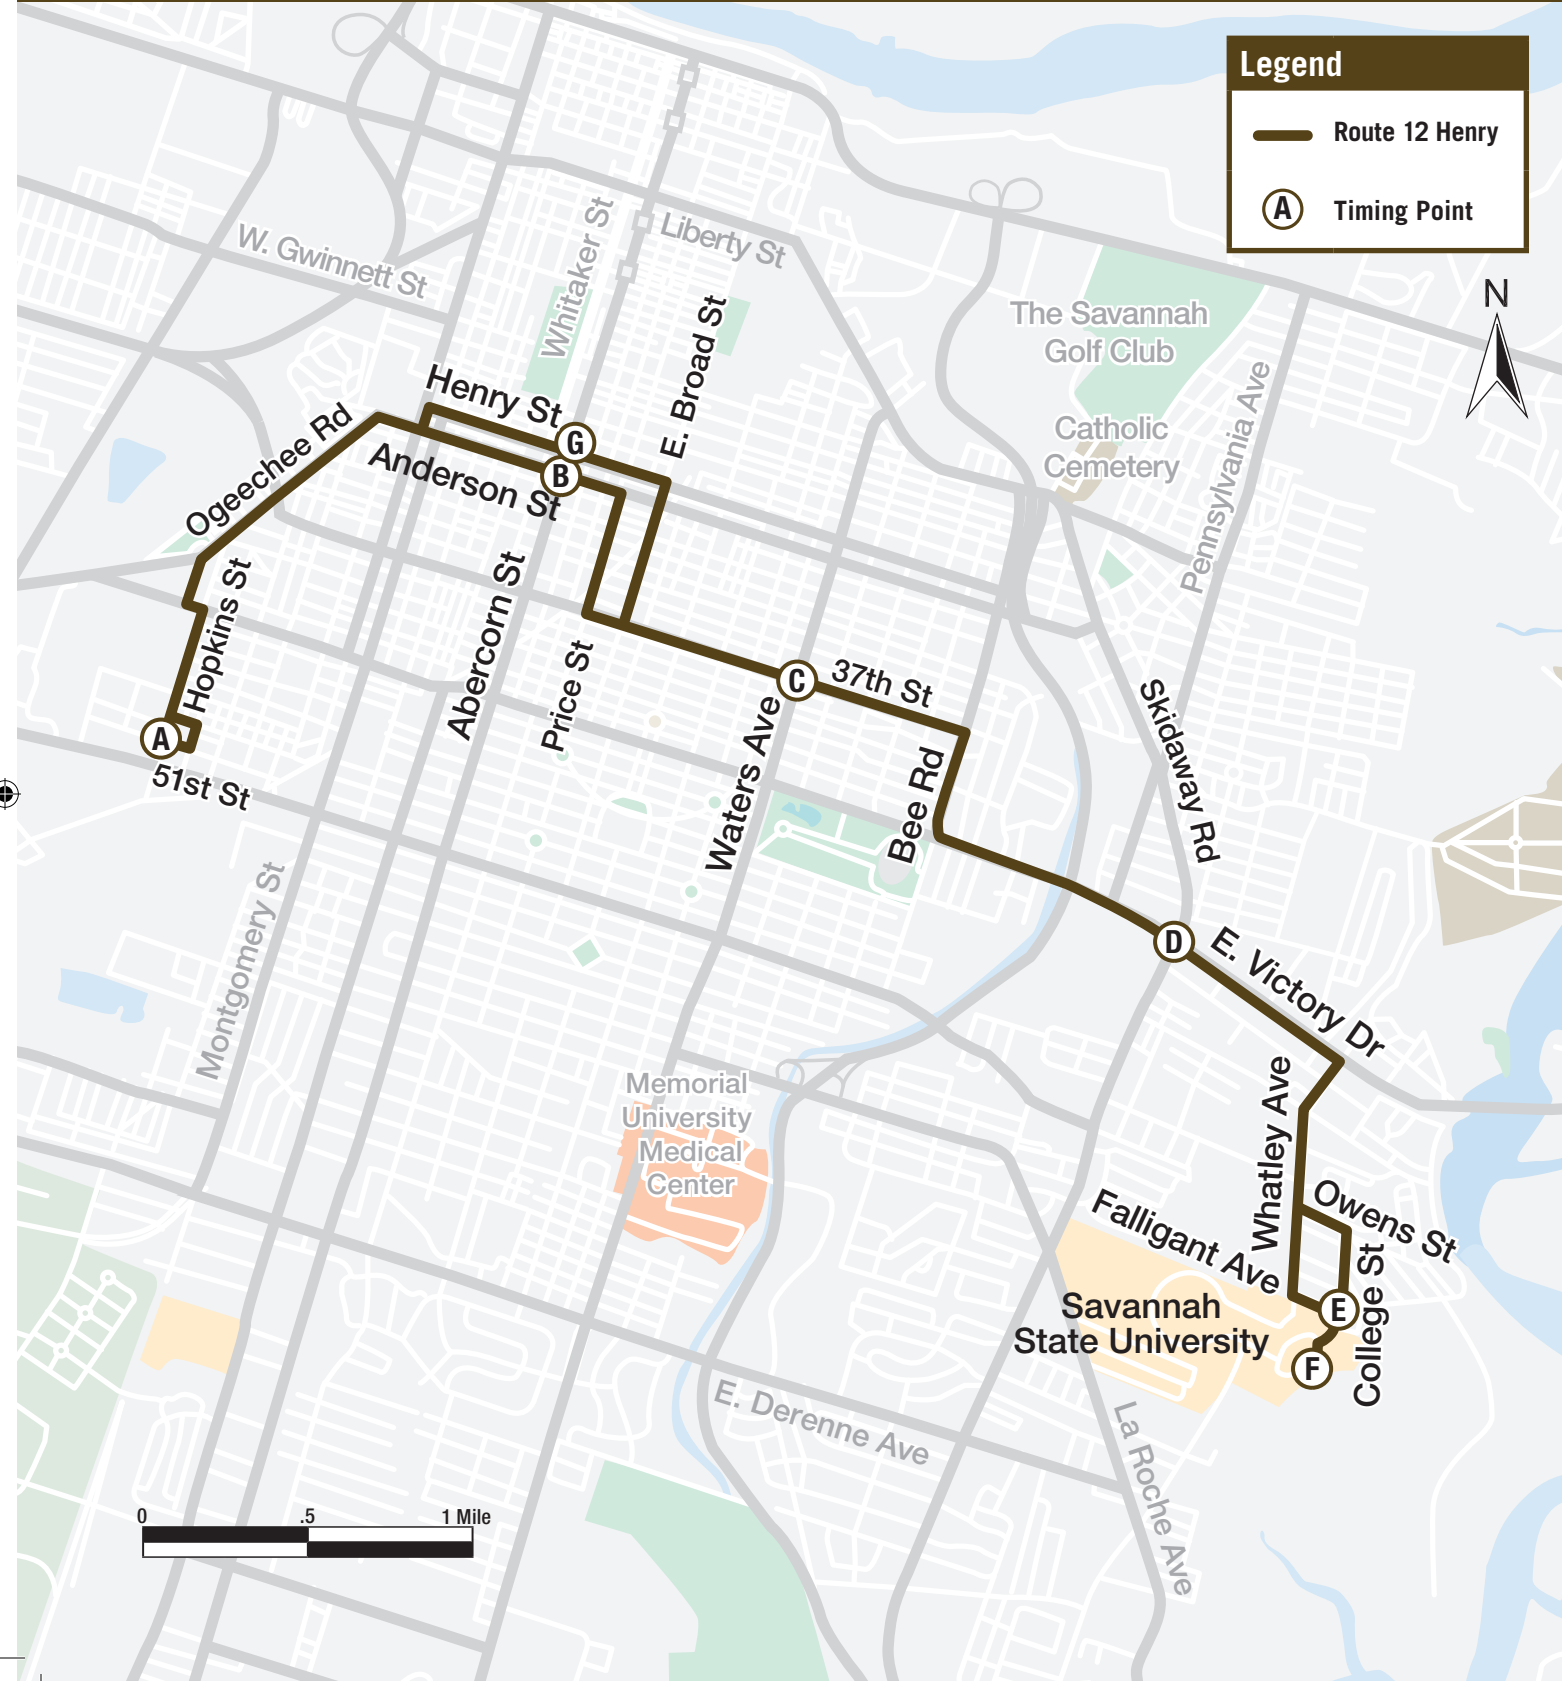 Legend
Route 12 Henry
A
Timing Point
N
W. Gwinnett St
Whitaker St
Liberty St
E. Broad St
The Savannah
Golf Club
Catholic
Cemetery
Pennsylvania Ave
Henry St
G
B
Anderson St
Ogeechee Rd
Hopkins St
A
51st St
Abercorn St
Price St
C
37th St
Waters Ave
Bee Rd
Skidaway Rd
D
E. Victory Dr
Montgomery St
Memorial
University
Medical
Center
Whatley Ave
Owens St
Falligant Ave
College St
Savannah
State University
E
F
E. Derenne Ave
La Roche Ave
0 .5 1 Mile